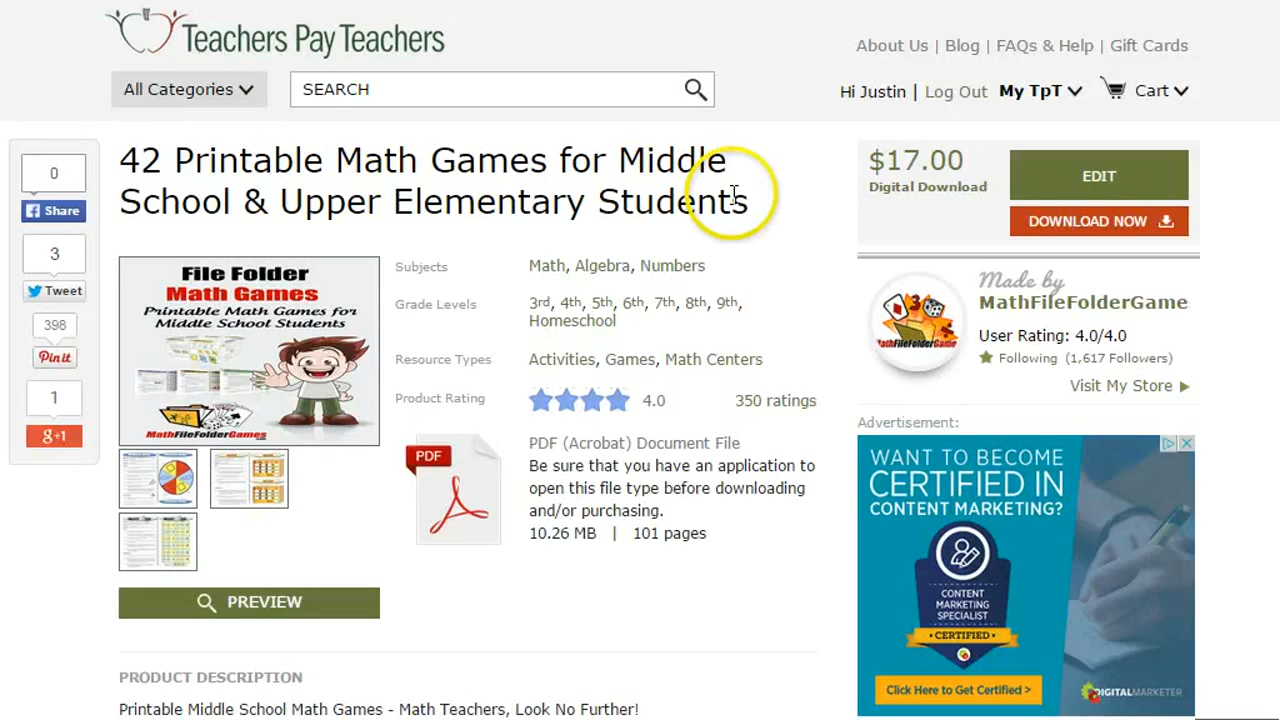 Teachers Pay Teachers
About Us | Blog | FAQs & Help | Gift Cards
All Categories
SEARCH
Hi Justin | Log Out My TpT Cart
0
Share
3
Tweet
398
Pin it
1
g+1
42 Printable Math Games for Middle
School & Upper Elementary Students
File Folder
Math Games
Printable Math Games for
Middle School Students
MathFileFolderGames
PREVIEW
Subjects Math, Algebra, Numbers
Grade Levels 3rd, 4th, 5th, 6th, 7th, 8th, 9th,
Homeschool
Resource Types Activities, Games, Math Centers
Product Rating 4.0 350 ratings
PDF
PDF (Acrobat) Document File
Be sure that you have an application to
open this file type before downloading
and/or purchasing.
10.26 MB | 101 pages
$17.00
Digital Download
EDIT
DOWNLOAD NOW
Made by
MathFileFolderGame
User Rating: 4.0/4.0
Following (1,617 Followers)
Visit My Store
Advertisement:
WANT TO BECOME
CERTIFIED IN
CONTENT MARKETING?
CONTENT
MARKETING
SPECIALIST
CERTIFIED
Click Here to Get Certified >
DIGITALMARKETER
PRODUCT DESCRIPTION
Printable Middle School Math Games - Math Teachers, Look No Further!